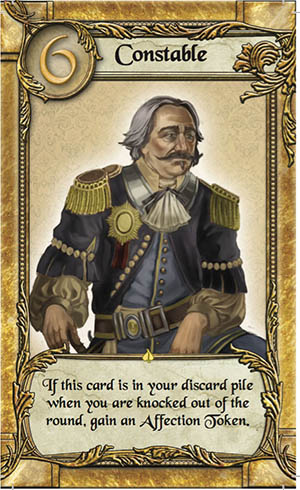 6
Constable
If this card is in your discard pile
when you are knocked out of the
round, gain an Affection Token.